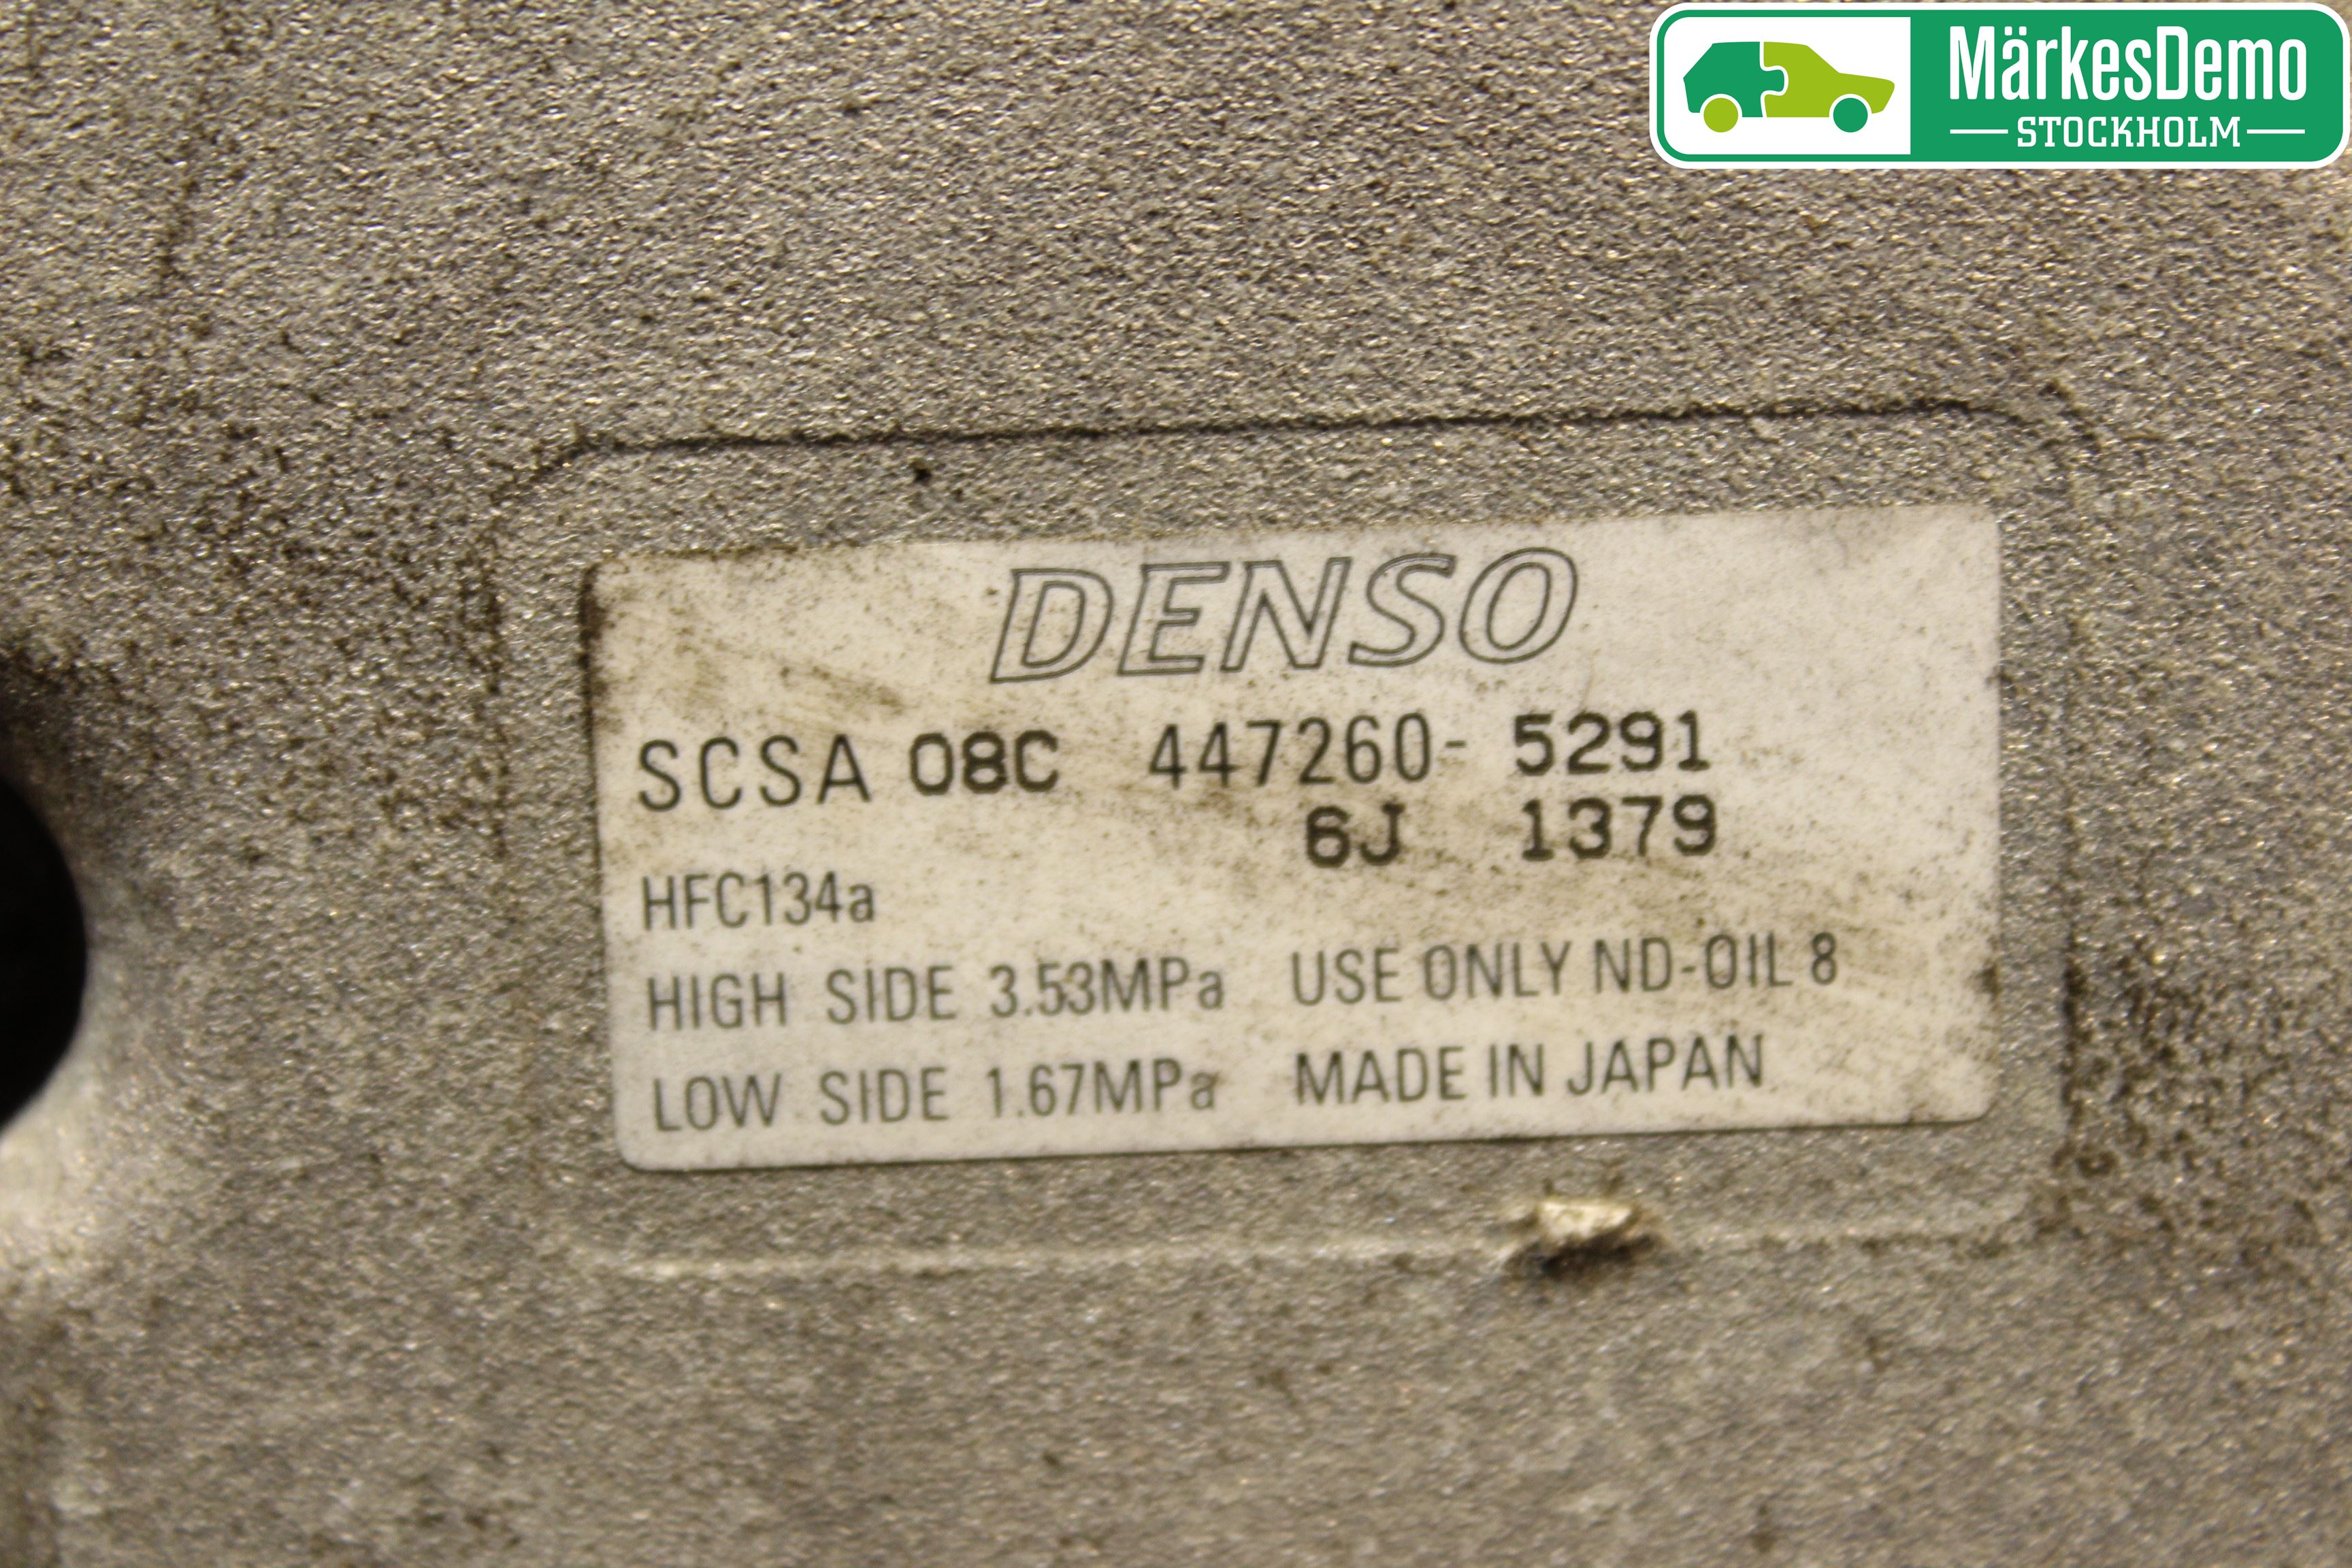 MärkesDemo
STOCKHOLM
DENSO
SCSA 08C 447260- 5291
6J 1379
HFC134a
HIGH SIDE 3.53MPa USE ONLY ND-OIL 8
LOW SIDE 1.67MPa MADE IN JAPAN